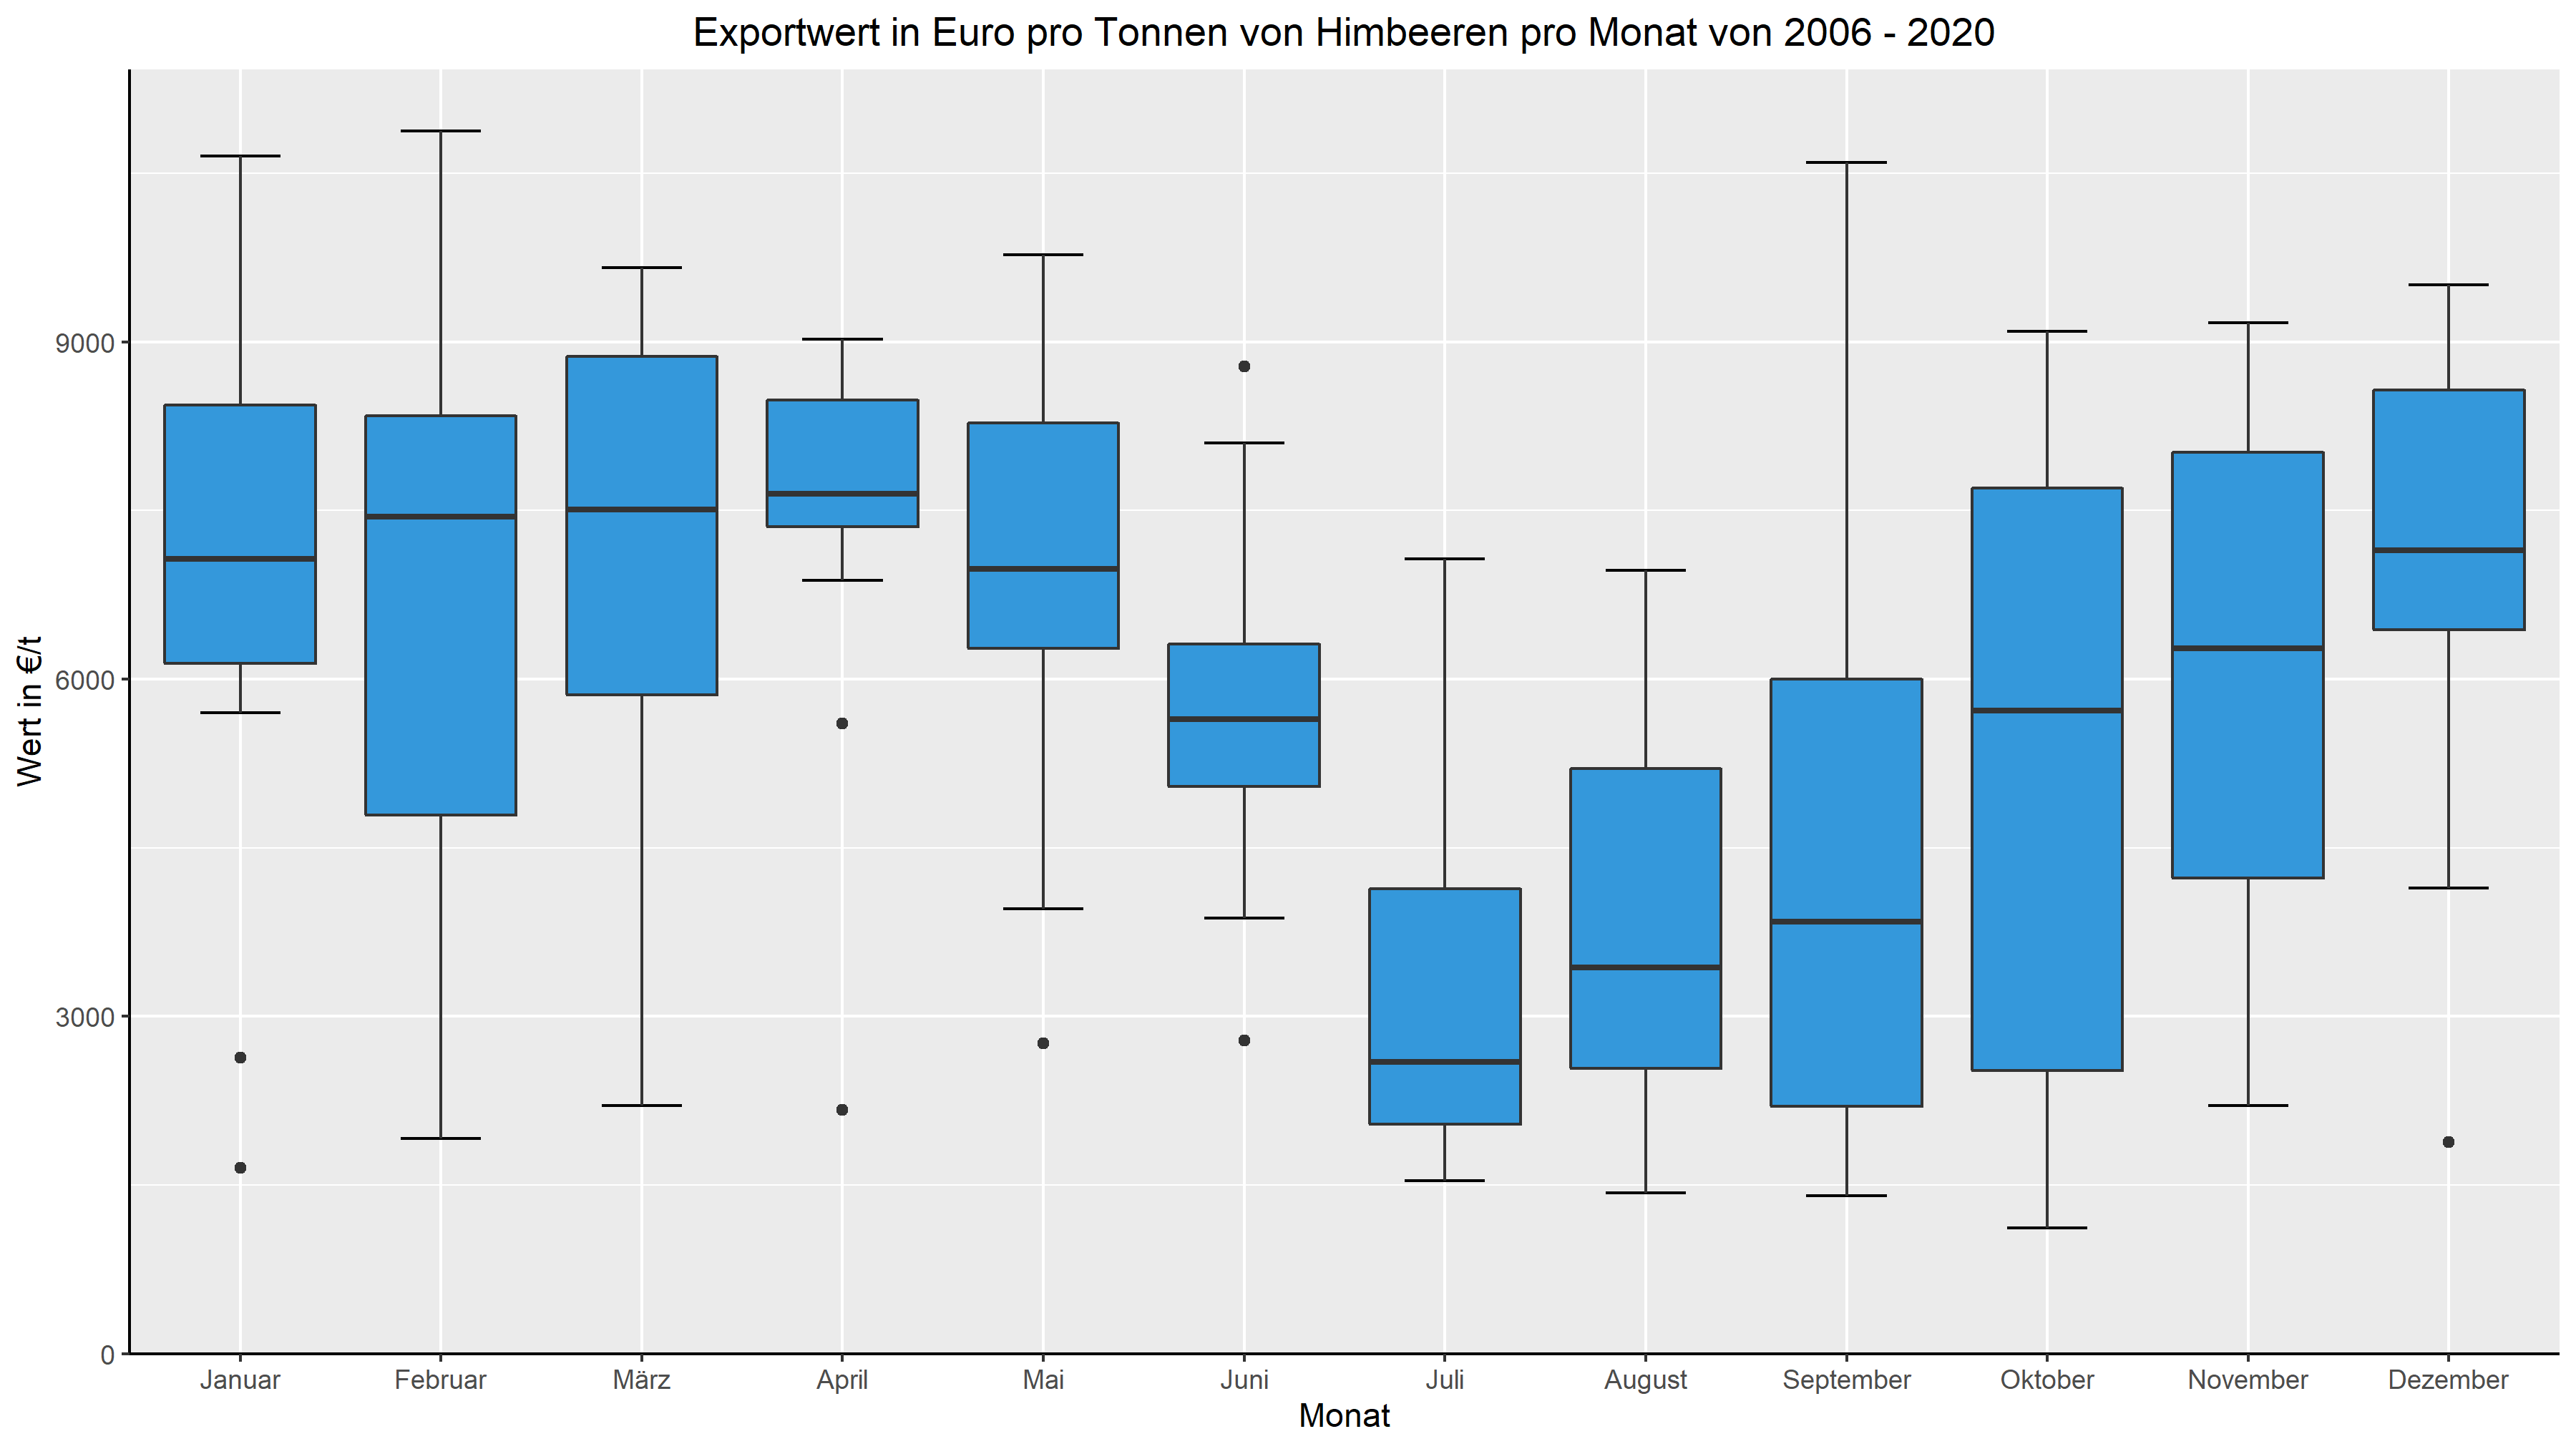 Exportwert in Euro pro Tonnen von Himbeeren pro Monat von 2006 - 2020
Wert in €/t
9000
6000
3000
0
Januar Februar März April Mai Juni Juli August September Oktober November Dezember
Monat